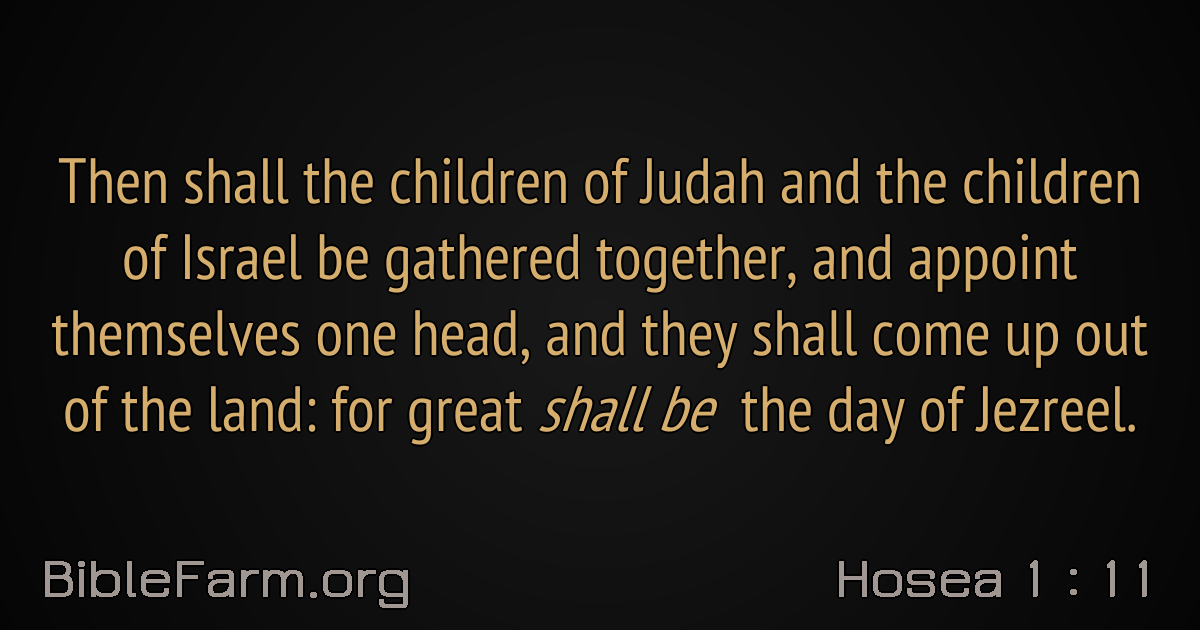 Then shall the children of Judah and the children
of Israel be gathered together, and appoint
themselves one head, and they shall come up out
of the land: for great shall be the day of Jezreel.
BibleFarm.org
Hosea 1 : 11